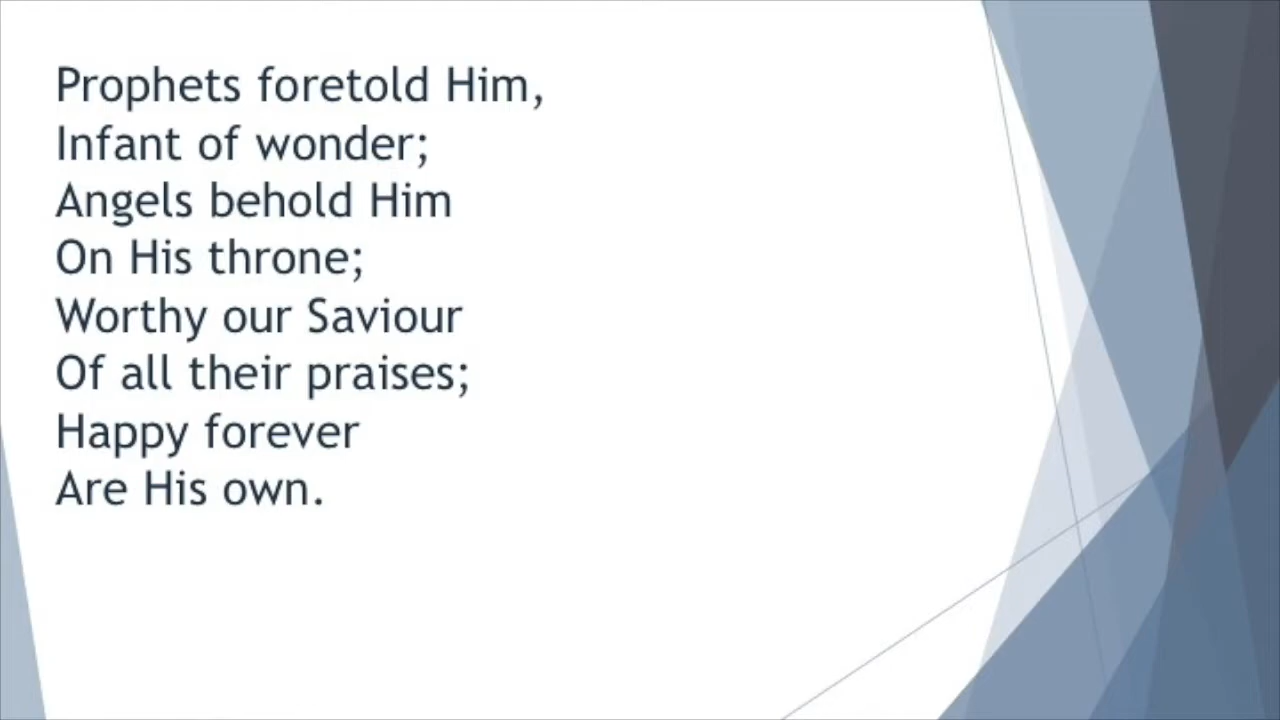 Prophets foretold Him,
Infant of wonder;
Angels behold Him
On His throne;
Worthy our Saviour
Of all their praises;
Happy forever
Are His own.